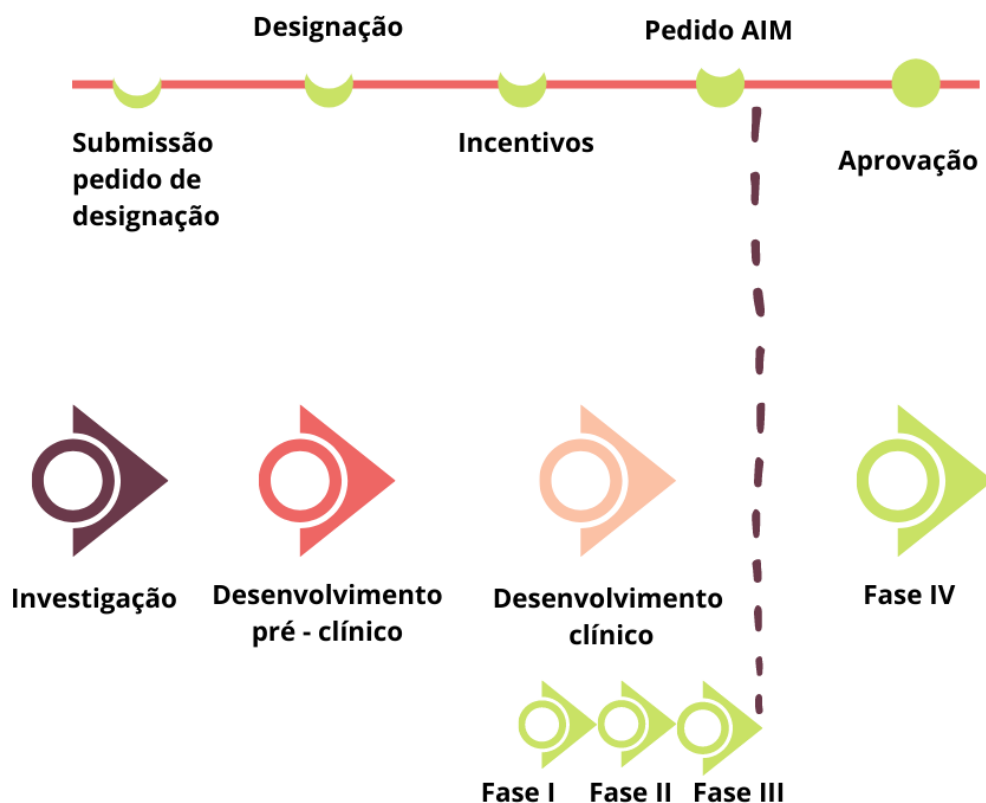 Designação
Pedido AIM
Submissão
pedido de
designação
Incentivos
Aprovação
Investigação
Desenvolvimento
pré - clínico
Desenvolvimento
clínico
Fase IV
Fase I
Fase II
Fase III